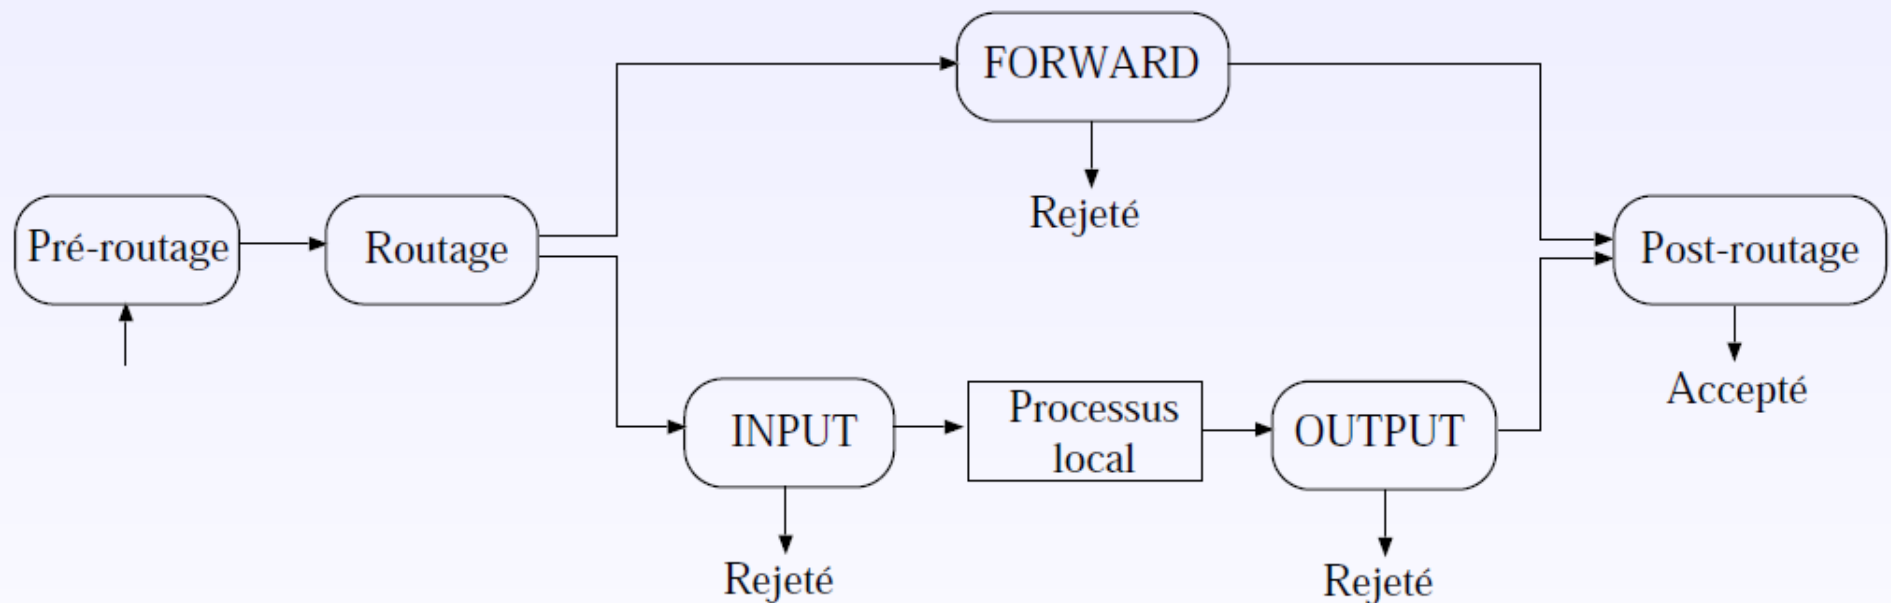 FORWARD
Rejeté
Pré-routage
Routage
Post-routage
Accepté
INPUT
Processus
local
OUTPUT
Rejeté
Rejeté